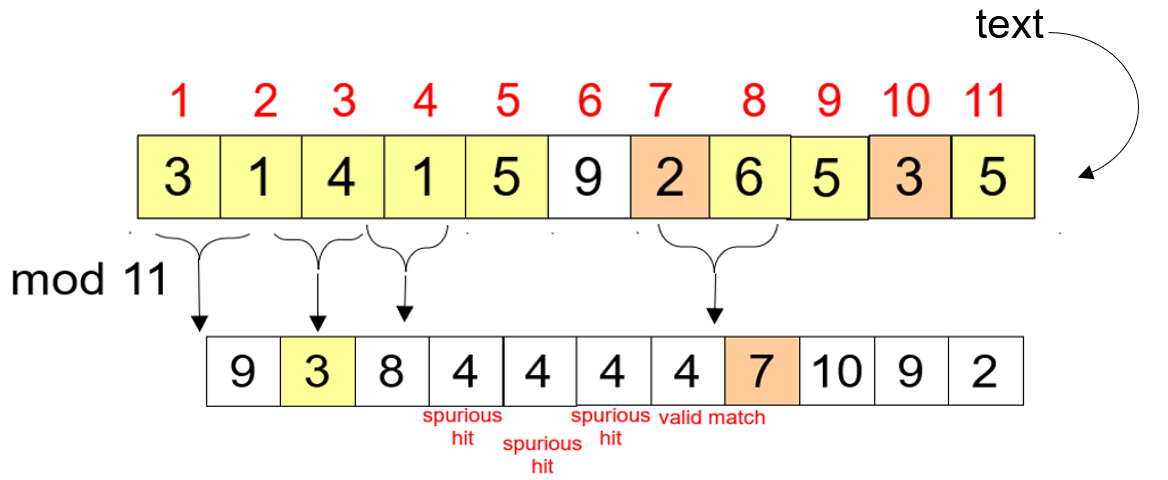 text
1 2 3 4 5 6 7 8 9 10 11
3 1 4 1 5 9 2 6 5 3 5
mod 11
9 3 8 4 4 4 4 7 10 9 2
spurious hit
spurious hit
spurious hit
valid match